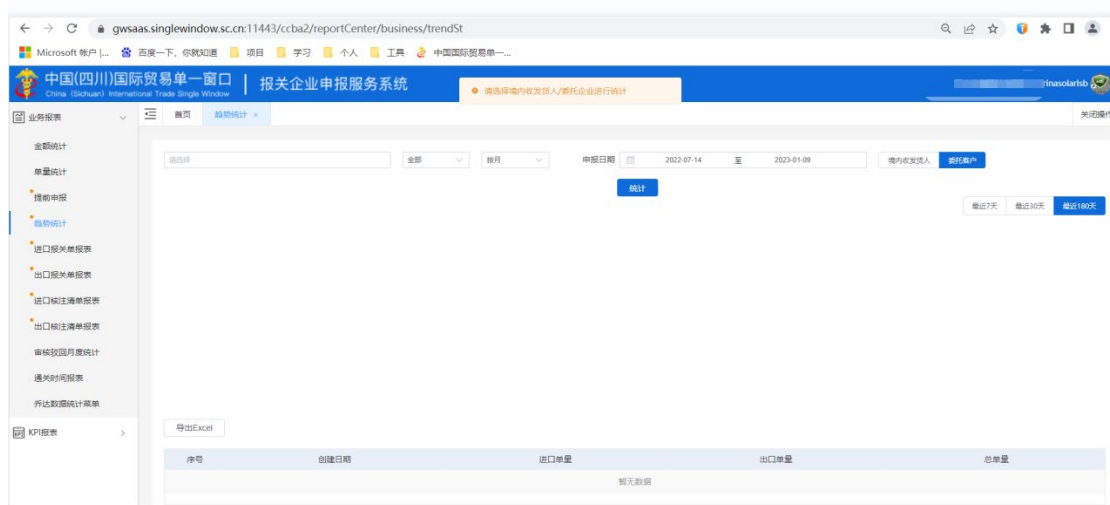 gwsaas.singlewindow.sc.cn:11443/ccba2/reportCenter/business/trendSt
Microsoft 帐户 |... 百度一下，你就知道 项目 学习 个人 工具 中国国际贸易单一...
中国(四川)国际贸易单一窗口 | 报关企业申报服务系统
China (Sichuan) International Trade Single Window
请选择境内收发货人/委托企业进行统计
rinasolarlsb
业务报表 首页 趋势统计 × 关闭操作
金额统计
单量统计
提前申报
趋势统计
进口报关单报表
出口报关单报表
进口核注清单报表
出口核注清单报表
审核驳回月度统计
通关时间报表
乔达数据统计菜单
KPI报表
请选择 全部 按月 申报日期 2022-07-14 至 2023-01-09 境内收发货人 委托客户
统计
最近7天 最近30天 最近180天
导出Excel
序号 创建日期 进口单量 出口单量 总单量
暂无数据